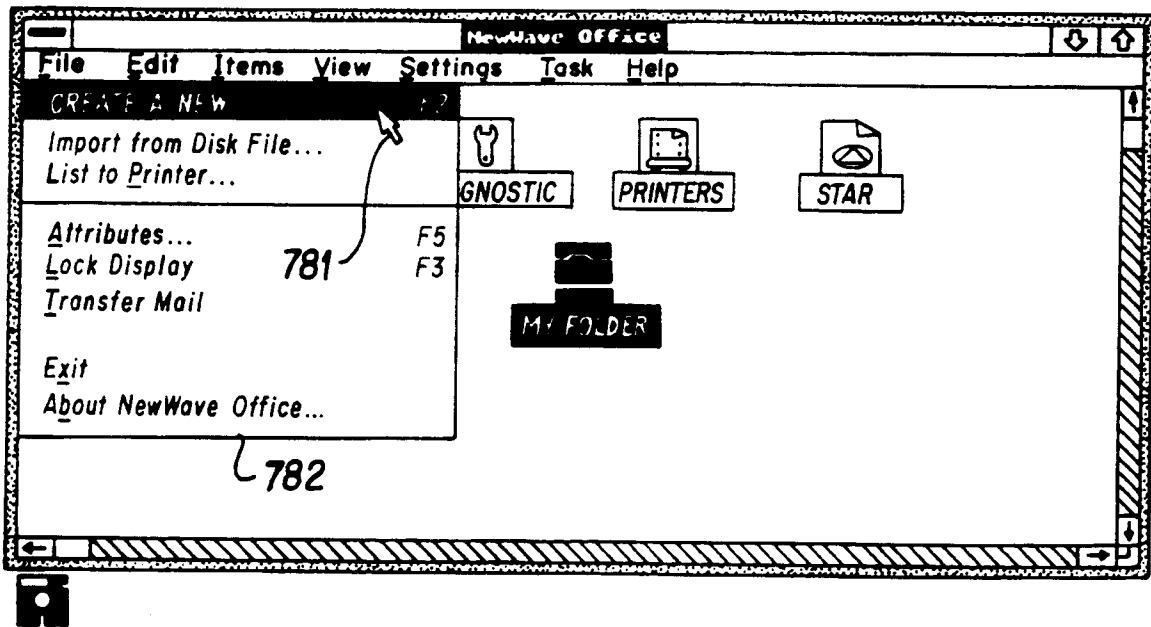 NewWave Office
File Edit Items View Settings Task Help
CREATE A NEW
Import from Disk File...
List to Printer...
Attributes... F5
Lock Display F3
Transfer Mail
Exit
About NewWave Office...
GNOSTIC
PRINTERS
STAR
MY FOLDER
781
782